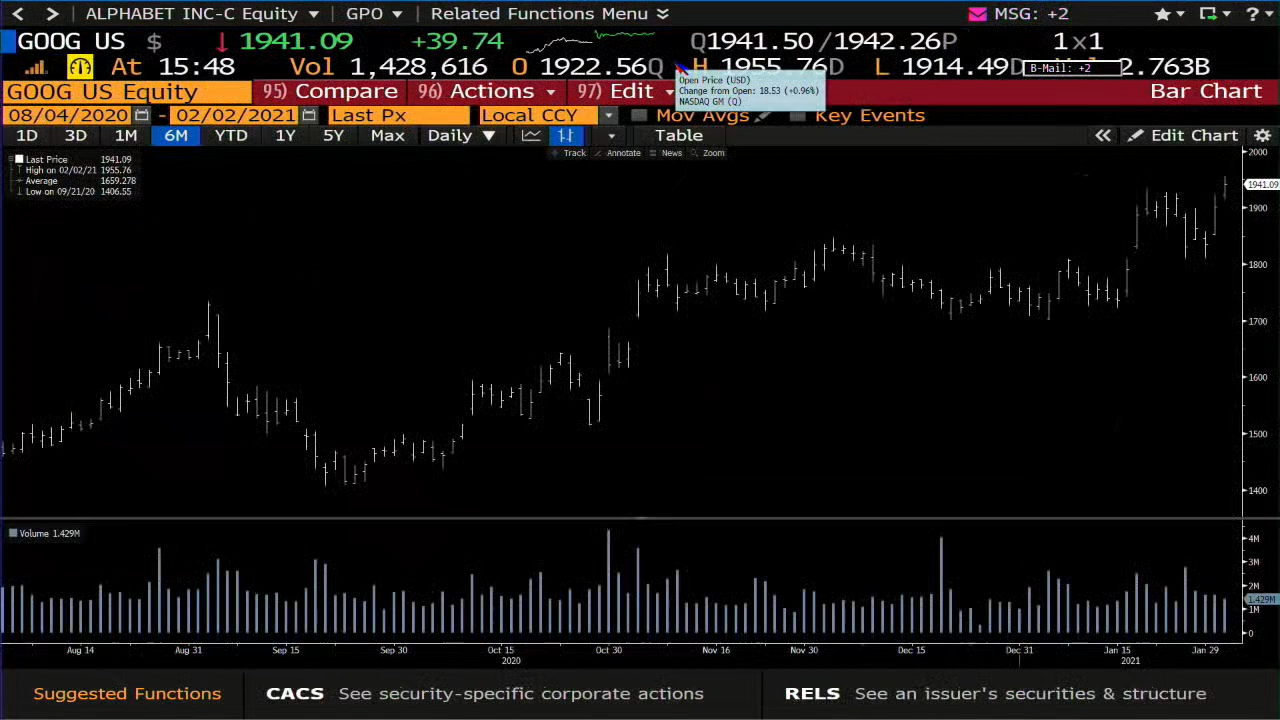 < > ALPHABET INC-C Equity GPO Related Functions Menu MSG: +2 ?
GOOG US $ 1941.09 +39.74 Q1941.50 /1942.26P 1x1
At 15:48 Vol 1,428,616 O 1922.56Q H 1955.76D L 1914.49D 2.763B
B-Mail: +2
Open Price (USD)
Change from Open: 18.53 (+0.96%)
NASDAQ GM (Q)
GOOG US Equity 95) Compare 96) Actions 97) Edit Bar Chart
08/04/2020 - 02/02/2021 Last Px Local CCY Mov Avgs Key Events
1D 3D 1M 6M YTD 1Y 5Y Max Daily Table « Edit Chart
Track Annotate News Zoom
Last Price 1941.09
High on 02/02/21 1955.76
Average 1659.278
Low on 09/21/20 1406.55
2000
1941.09
1900
1800
1700
1600
1500
1400
Volume 1.429M
4M
3M
2M
1.429M
1M
0
Aug 14 Aug 31 Sep 15 Sep 30 Oct 15 Oct 30 Nov 16 Nov 30 Dec 15 Dec 31 Jan 15 Jan 29
2020 2021
Suggested Functions CACS See security-specific corporate actions RELS See an issuer's securities & structure